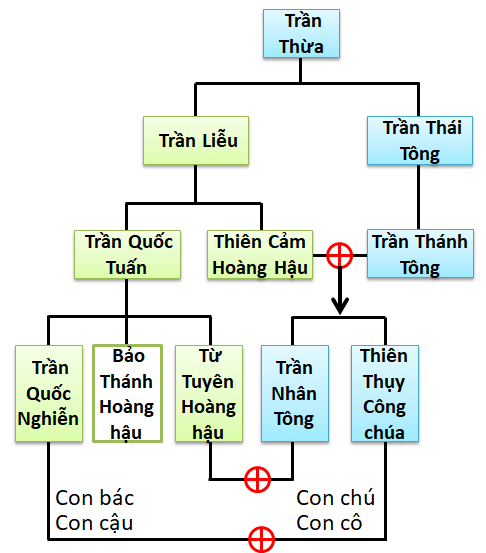 Trần
Thừa
Trần Liễu
Trần Thái
Tông
Trần Quốc
Tuấn
Thiên Cảm
Hoàng Hậu
Trần Thánh
Tông
Trần
Quốc
Nghiễn
Bảo
Thánh
Hoàng
hậu
Từ
Tuyên
Hoàng
hậu
Trần
Nhân
Tông
Thiên
Thụy
Công
chúa
Con bác
Con cậu
Con chú
Con cô